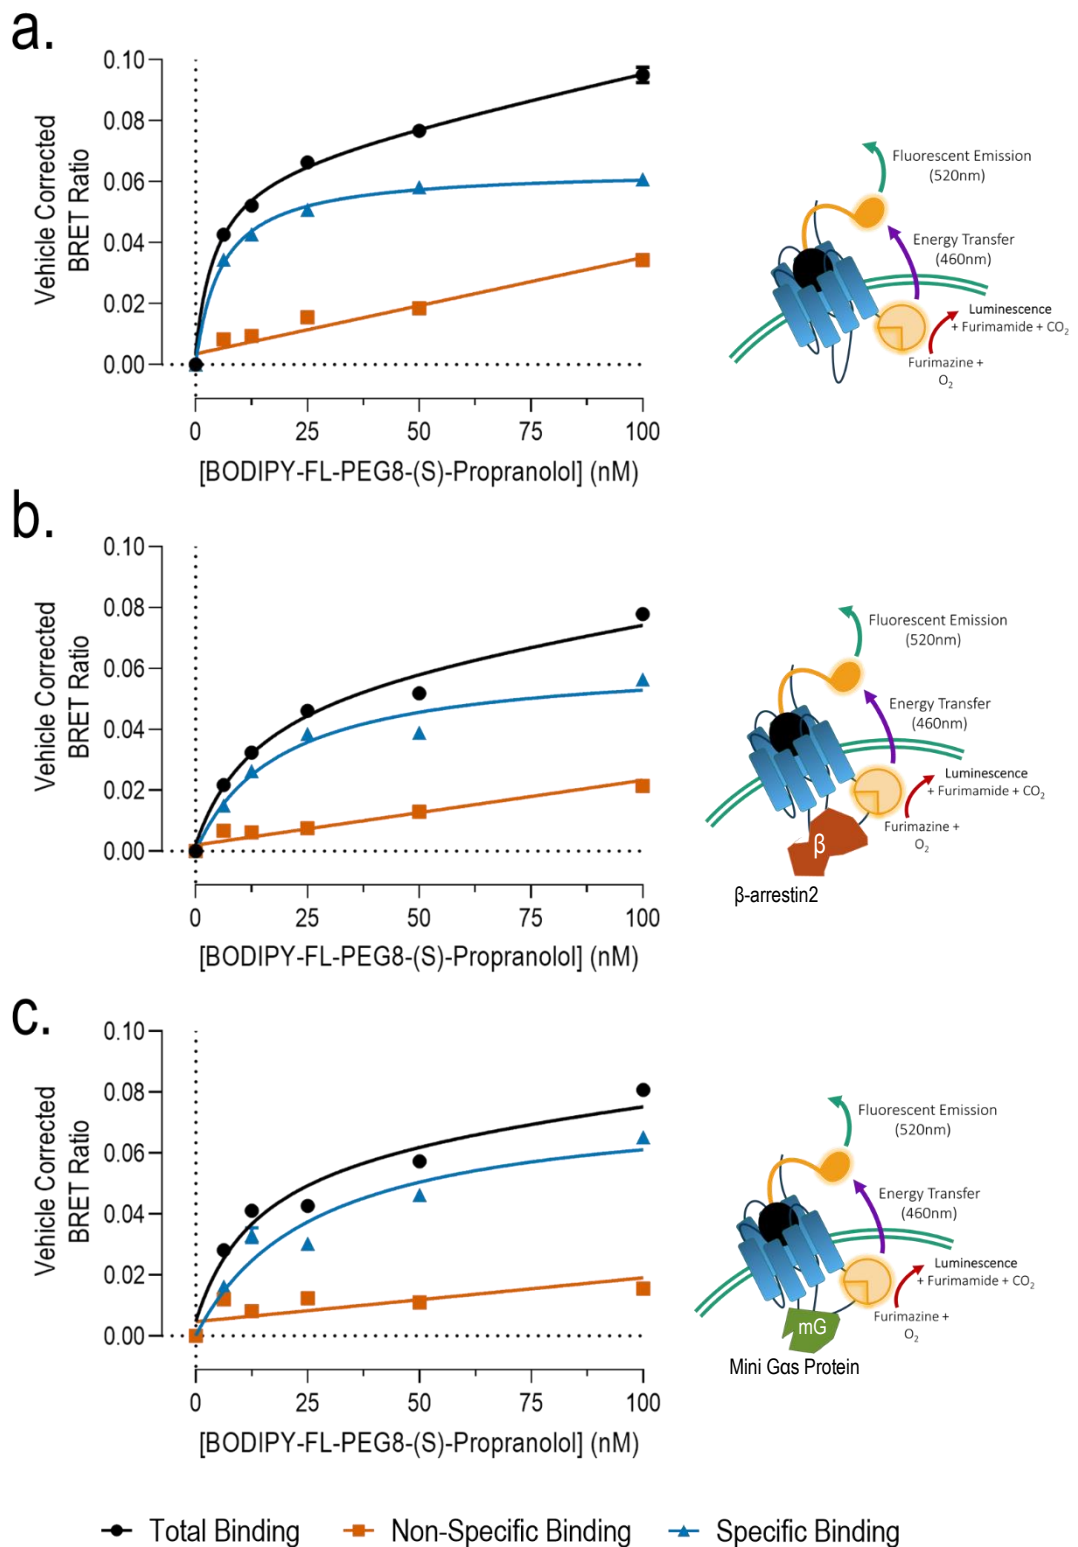 a.
Vehicle Corrected
BRET Ratio
0.10
0.08
0.06
0.04
0.02
0.00
0 25 50 75 100
[BODIPY-FL-PEG8-(S)-Propranolol] (nM)
Fluorescent Emission
(520nm)
Energy Transfer
(460nm)
Luminescence
+ Furimamide + CO2
Furimazine +
O2
b.
Vehicle Corrected
BRET Ratio
0.10
0.08
0.06
0.04
0.02
0.00
0 25 50 75 100
[BODIPY-FL-PEG8-(S)-Propranolol] (nM)
Fluorescent Emission
(520nm)
Energy Transfer
(460nm)
Luminescence
+ Furimamide + CO2
Furimazine +
O2
β
β-arrestin2
c.
Vehicle Corrected
BRET Ratio
0.10
0.08
0.06
0.04
0.02
0.00
0 25 50 75 100
[BODIPY-FL-PEG8-(S)-Propranolol] (nM)
Fluorescent Emission
(520nm)
Energy Transfer
(460nm)
Luminescence
+ Furimamide + CO2
Furimazine +
O2
mG
Mini Gαs Protein
Total Binding Non-Specific Binding Specific Binding